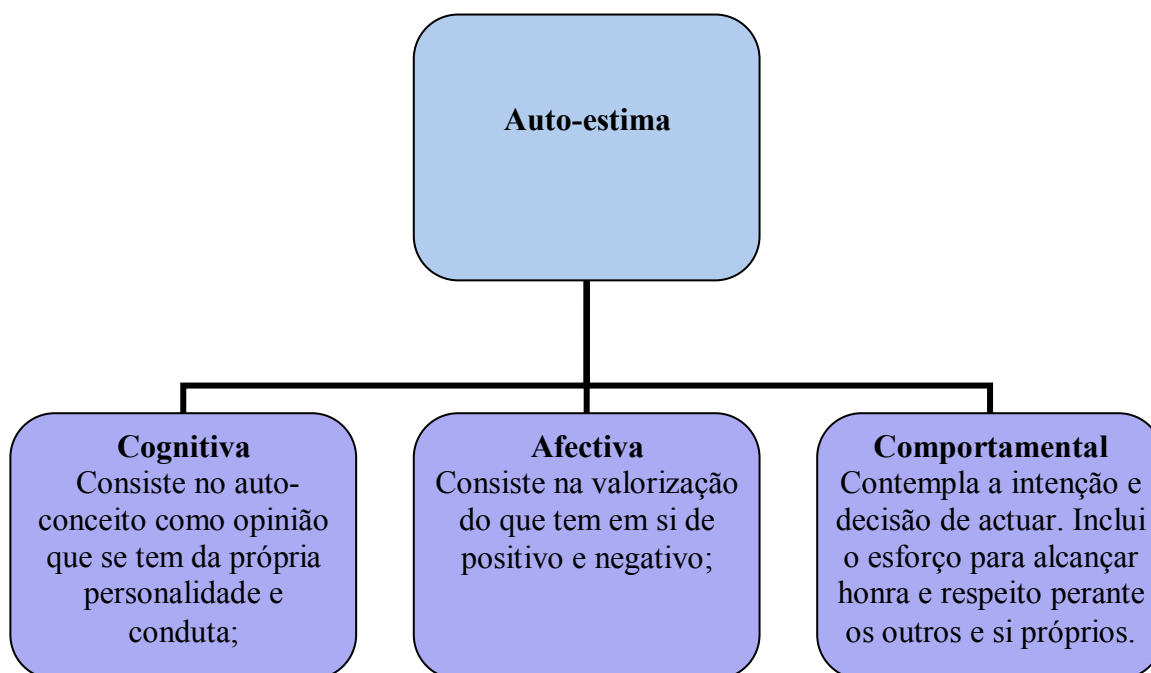 Auto-estima
Cognitiva
Consiste no auto-
conceito como opinião
que se tem da própria
personalidade e
conduta;
Afectiva
Consiste na valorização
do que tem em si de
positivo e negativo;
Comportamental
Contempla a intenção e
decisão de actuar. Inclui
o esforço para alcançar
honra e respeito perante
os outros e si próprios.